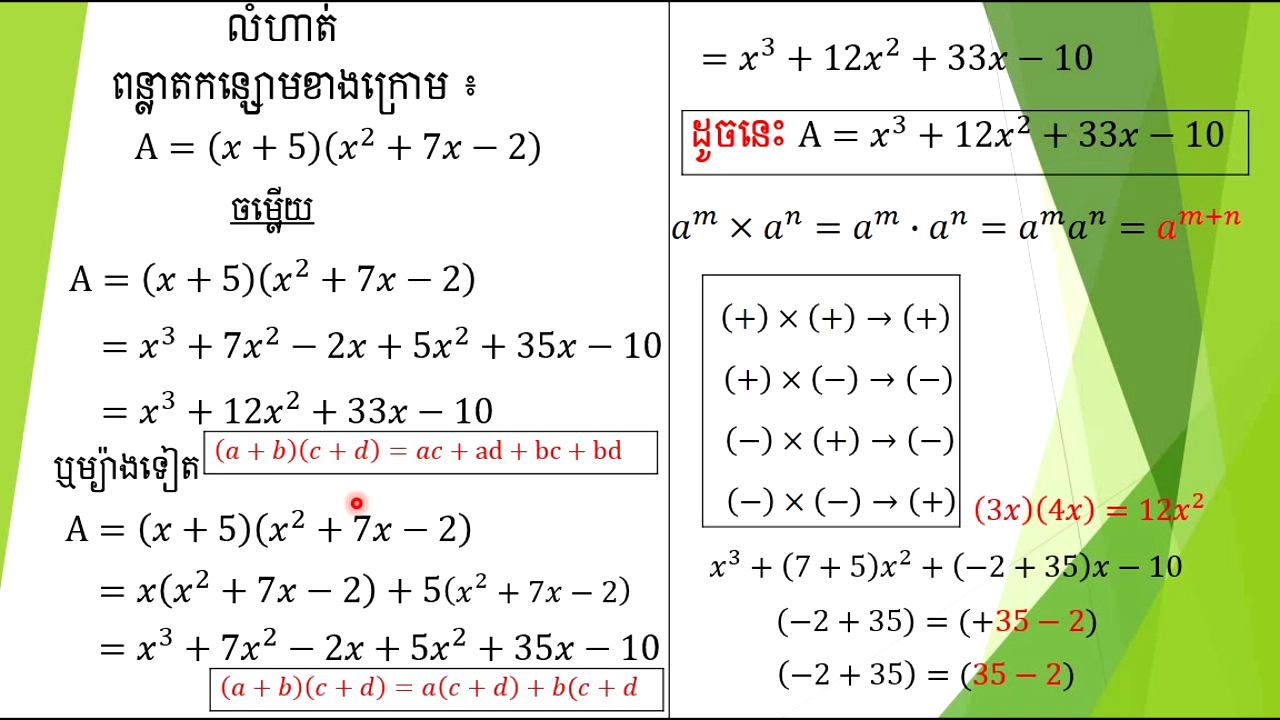 លំហាត់
ពន្លាតកន្សោមខាងក្រោម ៖
A = (x + 5)(x² + 7x − 2)
ចម្លើយ
A = (x + 5)(x² + 7x − 2)
= x³ + 7x² − 2x + 5x² + 35x − 10
= x³ + 12x² + 33x − 10
(a + b)(c + d) = ac + ad + bc + bd
ឬម្យ៉ាងទៀត
A = (x + 5)(x² + 7x − 2)
= x(x² + 7x − 2) + 5(x² + 7x − 2)
= x³ + 7x² − 2x + 5x² + 35x − 10
(a + b)(c + d) = a(c + d) + b(c + d
= x³ + 12x² + 33x − 10
ដូចនេះ A = x³ + 12x² + 33x − 10
aᵐ × aⁿ = aᵐ · aⁿ = aᵐaⁿ = aᵐ⁺ⁿ
(+) × (+) → (+)
(+) × (−) → (−)
(−) × (+) → (−)
(−) × (−) → (+)
(3x)(4x) = 12x²
x³ + (7 + 5)x² + (−2 + 35)x − 10
(−2 + 35) = (+35 − 2)
(−2 + 35) = (35 − 2)